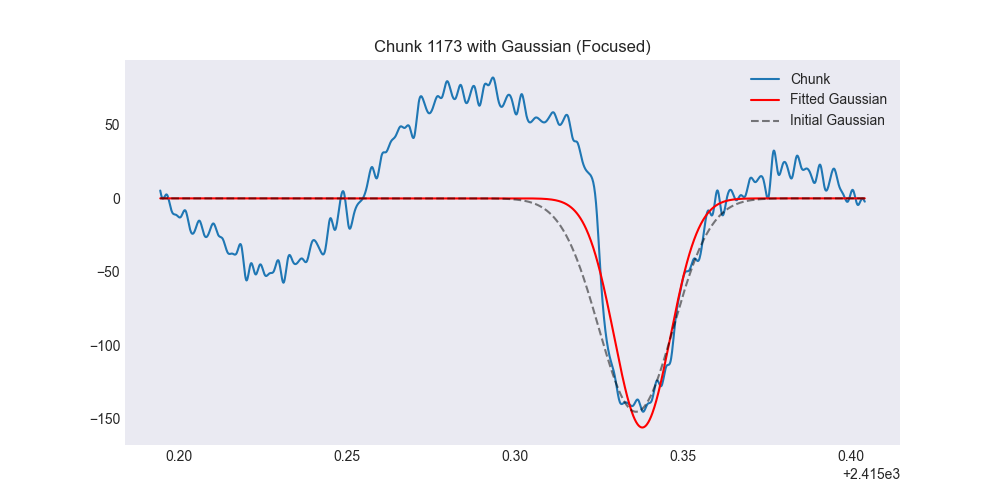 Chunk 1173 with Gaussian (Focused)
Chunk
Fitted Gaussian
Initial Gaussian
50
0
−50
−100
−150
0.20 0.25 0.30 0.35 0.40
+2.415e3